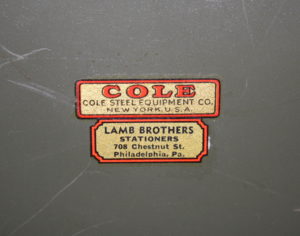 COLE
COLE STEEL EQUIPMENT CO.
NEW YORK, U.S.A.
LAMB BROTHERS
STATIONERS
708 Chestnut St.
Philadelphia, Pa.